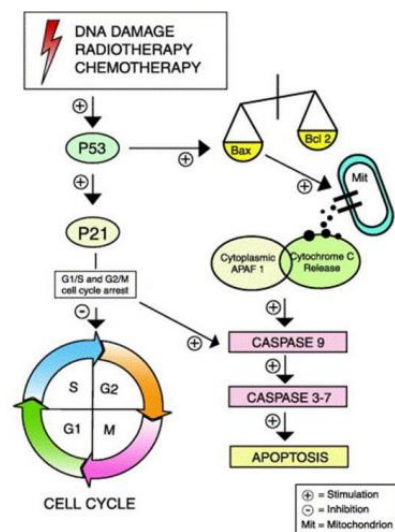 DNA DAMAGE
RADIOTHERAPY
CHEMOTHERAPY
+
+
P53
Bax
Bcl 2
+
Mit
+
P21
Cytoplasmic
APAF 1
Cytochrome C
Release
G1/S and G2/M
cell cycle arrest
−
+
+
CASPASE 9
+
CASPASE 3-7
+
APOPTOSIS
S
G2
G1
M
CELL CYCLE
+ = Stimulation
− = Inhibition
Mit = Mitochondrion